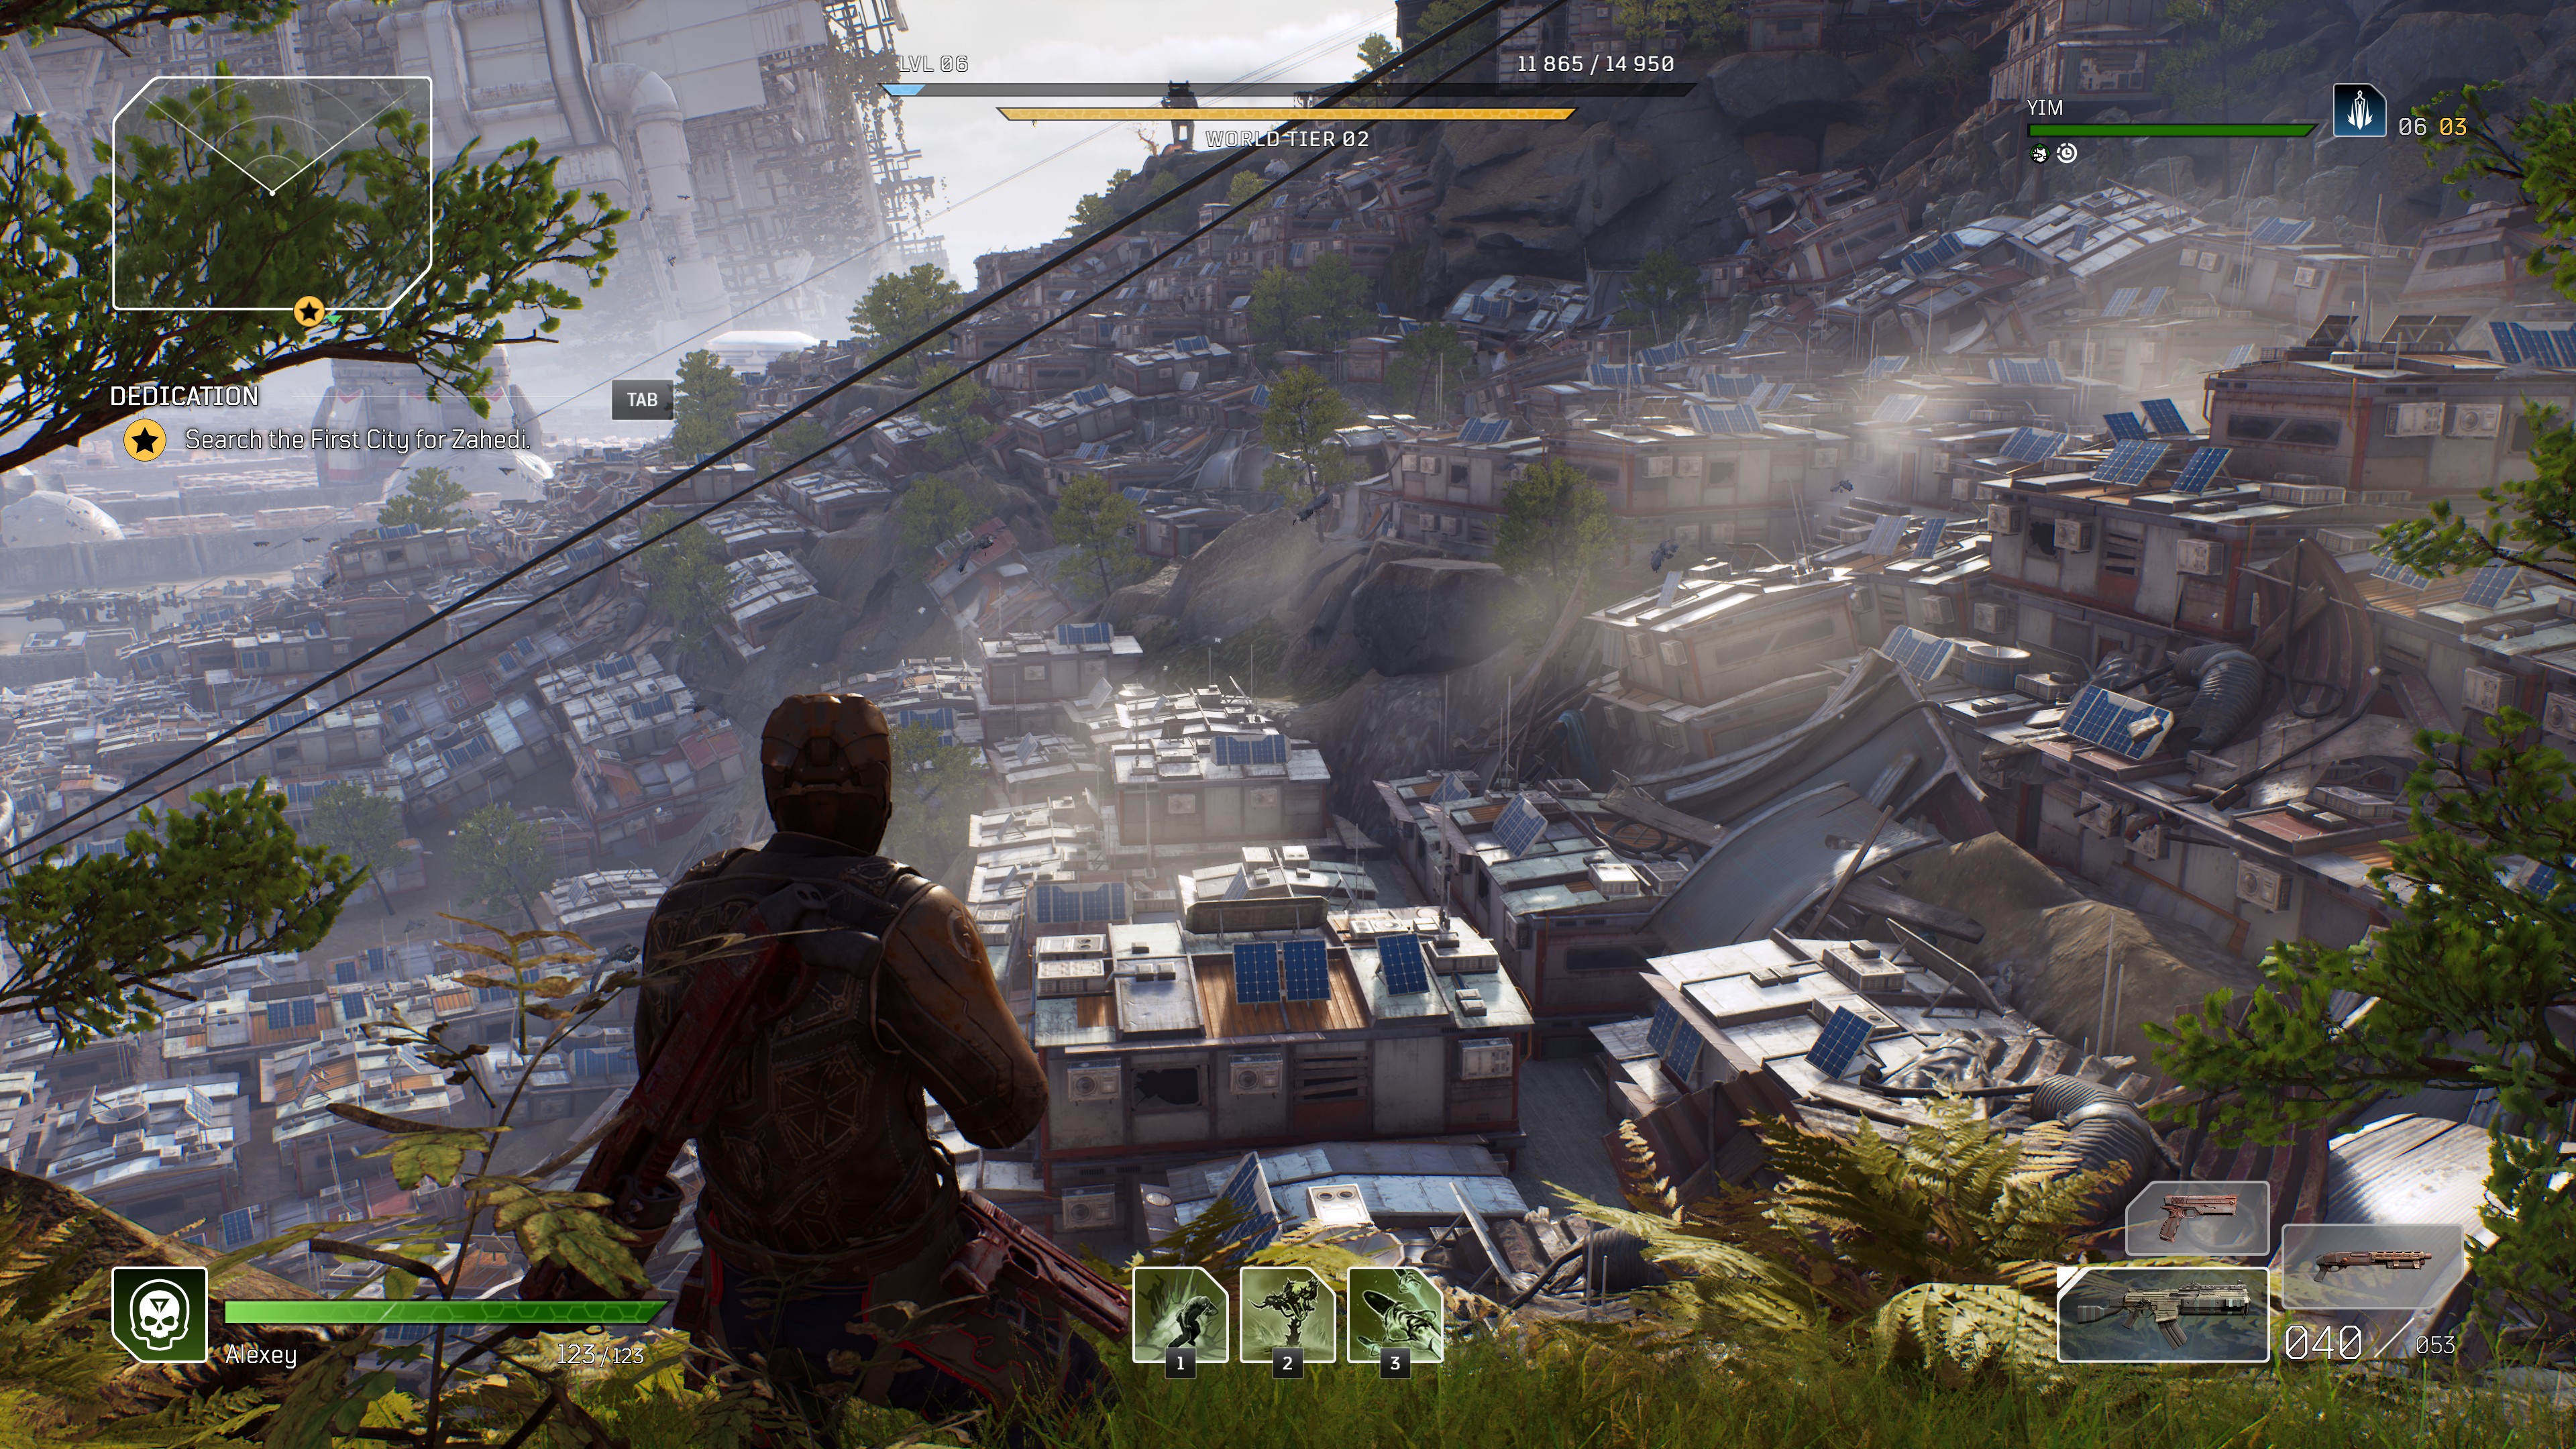 LVL 06
11 865 / 14 950
WORLD TIER 02
YIM
06 03
DEDICATION
TAB
Search the First City for Zahedi.
Alexey
123/123
1
2
3
040 / 053